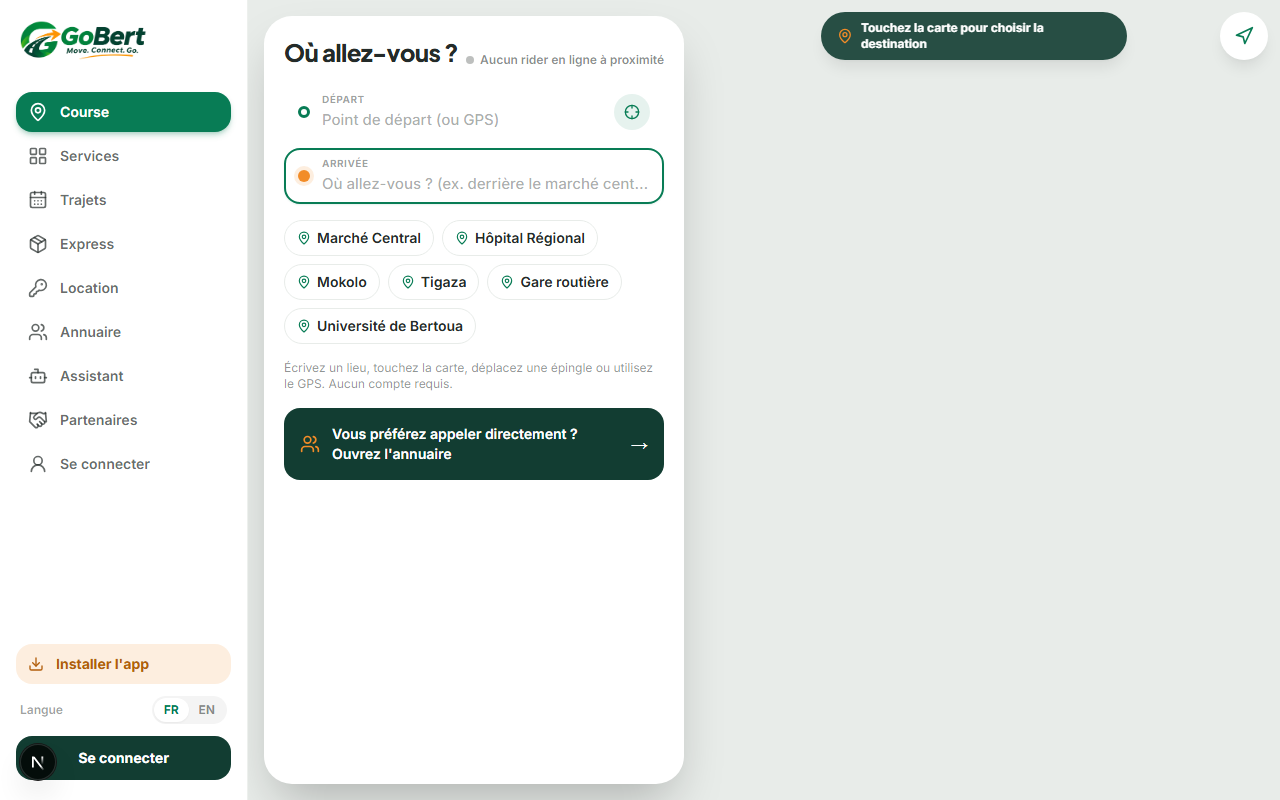 GoBert
Move. Connect. Go.
Course
Services
Trajets
Express
Location
Annuaire
Assistant
Partenaires
Se connecter
Installer l'app
Langue
FR EN
Se connecter
N
Où allez-vous ?
Aucun rider en ligne à proximité
DÉPART
Point de départ (ou GPS)
ARRIVÉE
Où allez-vous ? (ex. derrière le marché cent...
Marché Central
Hôpital Régional
Mokolo
Tigaza
Gare routière
Université de Bertoua
Écrivez un lieu, touchez la carte, déplacez une épingle ou utilisez
le GPS. Aucun compte requis.
Vous préférez appeler directement ?
Ouvrez l'annuaire
→
Touchez la carte pour choisir la
destination